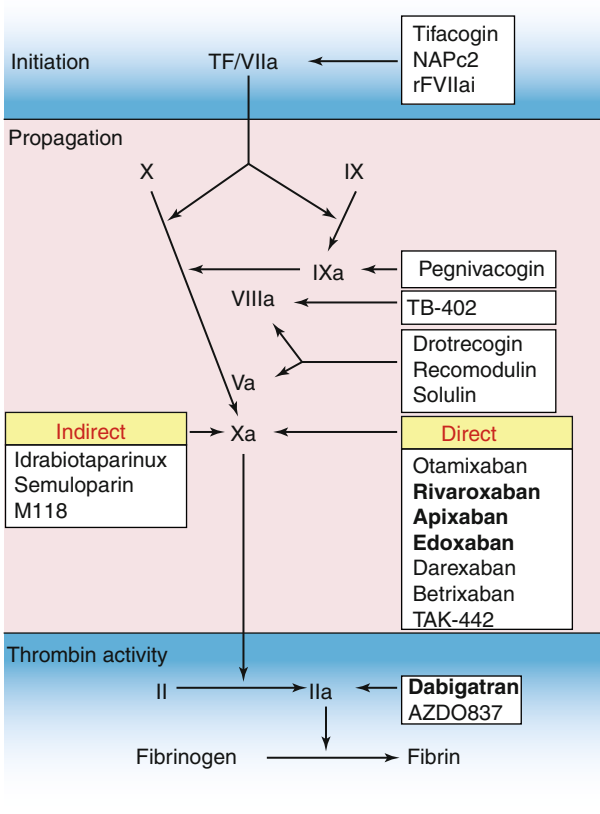 Initiation
TF/VIIa
Tifacogin
NAPc2
rFVIIai
Propagation
X
IX
IXa
Pegnivacogin
VIIIa
TB-402
Drotrecogin
Recomodulin
Solulin
Va
Indirect
Xa
Direct
Idrabiotaparinux
Semuloparin
M118
Otamixaban
Rivaroxaban
Apixaban
Edoxaban
Darexaban
Betrixaban
TAK-442
Thrombin activity
II
IIa
Dabigatran
AZDO837
Fibrinogen
Fibrin